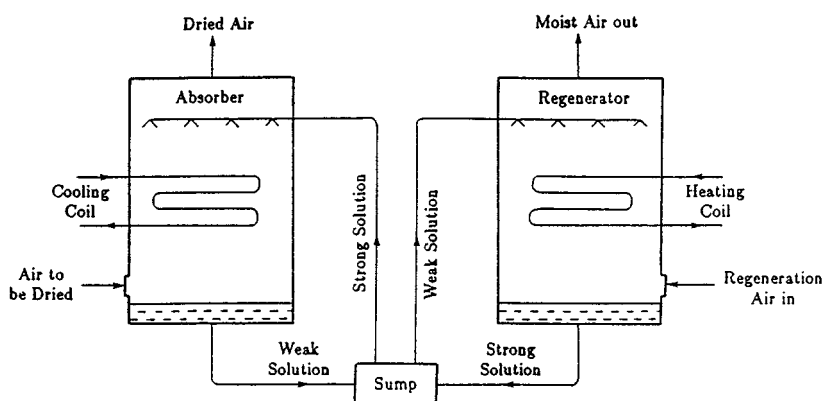 Dried Air
Moist Air out
Absorber
Regenerator
Cooling
Coil
Heating
Coil
Strong Solution
Weak Solution
Air to
be Dried
Regeneration
Air in
Weak
Solution
Sump
Strong
Solution